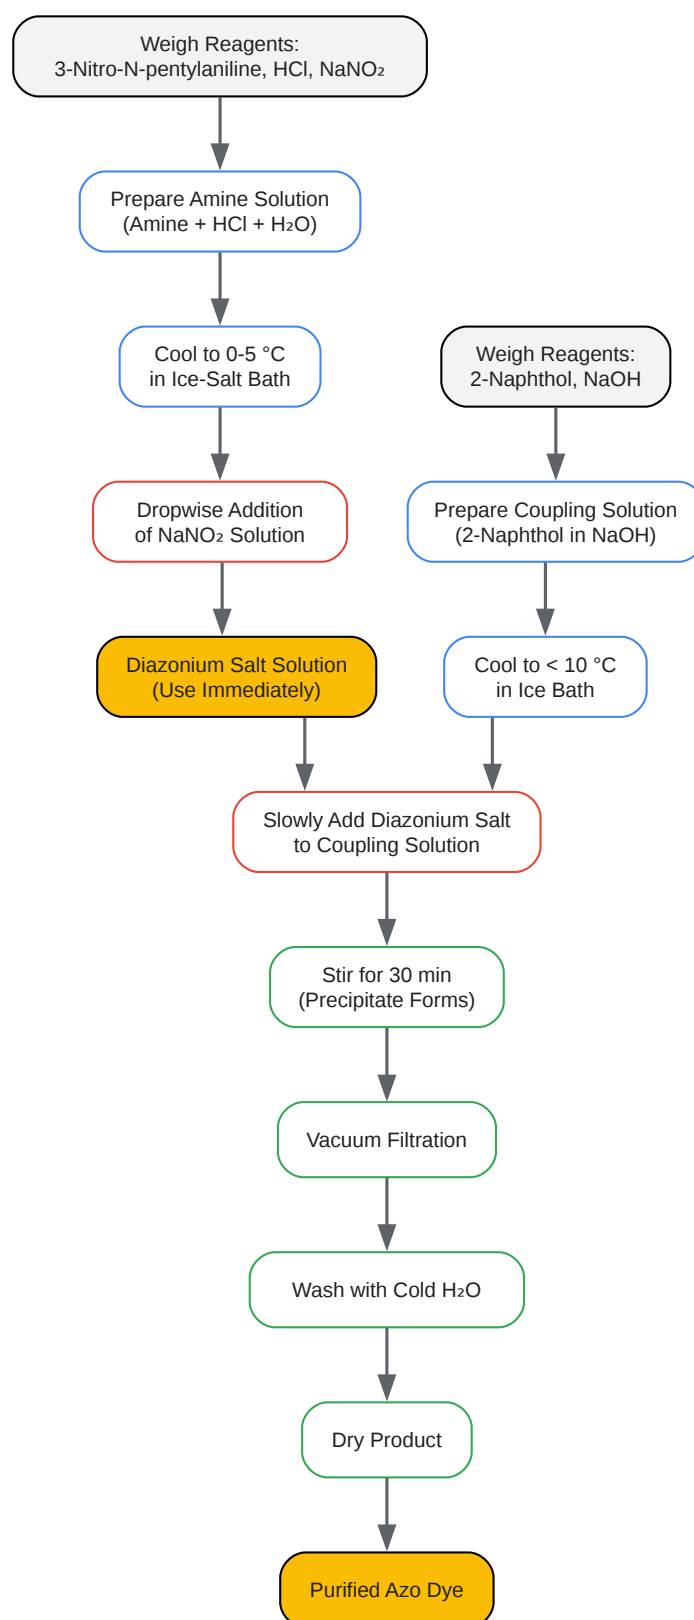 Weigh Reagents:
3-Nitro-N-pentylaniline, HCl, NaNO₂
Prepare Amine Solution
(Amine + HCl + H₂O)
Cool to 0-5 °C
in Ice-Salt Bath
Weigh Reagents:
2-Naphthol, NaOH
Dropwise Addition
of NaNO₂ Solution
Prepare Coupling Solution
(2-Naphthol in NaOH)
Diazonium Salt Solution
(Use Immediately)
Cool to < 10 °C
in Ice Bath
Slowly Add Diazonium Salt
to Coupling Solution
Stir for 30 min
(Precipitate Forms)
Vacuum Filtration
Wash with Cold H₂O
Dry Product
Purified Azo Dye